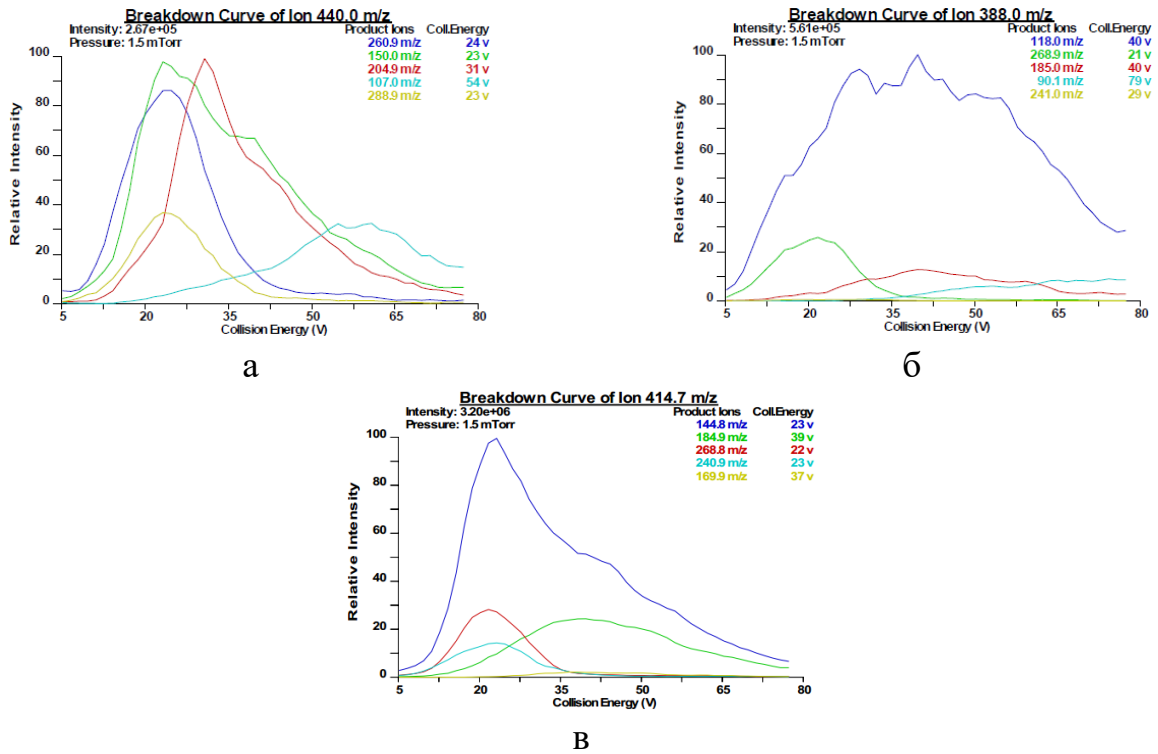 Breakdown Curve of Ion 440.0 m/z
Intensity: 2.67e+05 Product Ions Coll.Energy
Pressure: 1.5 mTorr 260.9 m/z 24 v
150.0 m/z 23 v
204.9 m/z 31 v
107.0 m/z 54 v
288.9 m/z 23 v
100
80
60
40
20
0
Relative Intensity
5 20 35 50 65 80
Collision Energy (V)
а
Breakdown Curve of Ion 388.0 m/z
Intensity: 5.61e+05 Product Ions Coll.Energy
Pressure: 1.5 mTorr 118.0 m/z 40 v
268.9 m/z 21 v
185.0 m/z 40 v
90.1 m/z 79 v
241.0 m/z 29 v
100
80
60
40
20
0
Relative Intensity
5 20 35 50 65 80
Collision Energy (V)
б
Breakdown Curve of Ion 414.7 m/z
Intensity: 3.20e+06 Product Ions Coll.Energy
Pressure: 1.5 mTorr 144.8 m/z 23 v
184.9 m/z 39 v
268.8 m/z 22 v
240.9 m/z 23 v
169.9 m/z 37 v
100
80
60
40
20
0
Relative Intensity
5 20 35 50 65 80
Collision Energy (V)
в